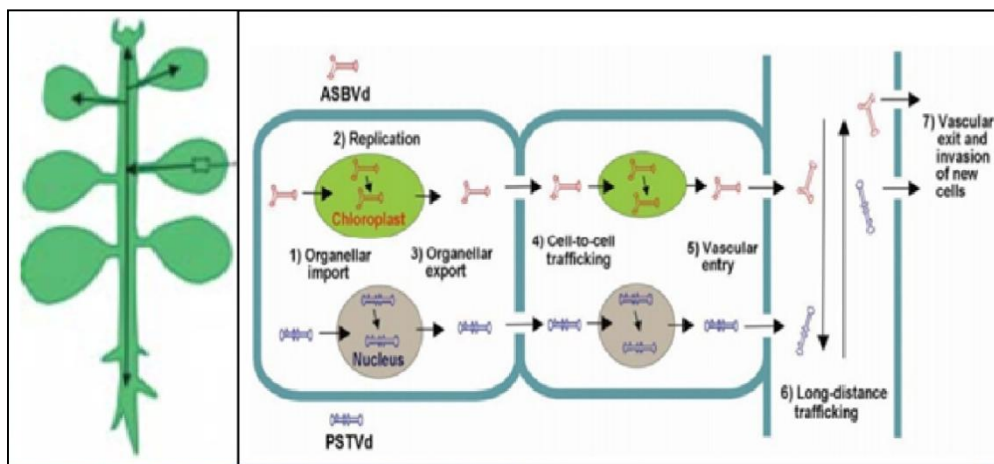 ASBVd
2) Replication
Chloroplast
1) Organellar
import
3) Organellar
export
4) Cell-to-cell
trafficking
5) Vascular
entry
7) Vascular
exit and
invasion
of new
cells
Nucleus
6) Long-distance
trafficking
PSTVd